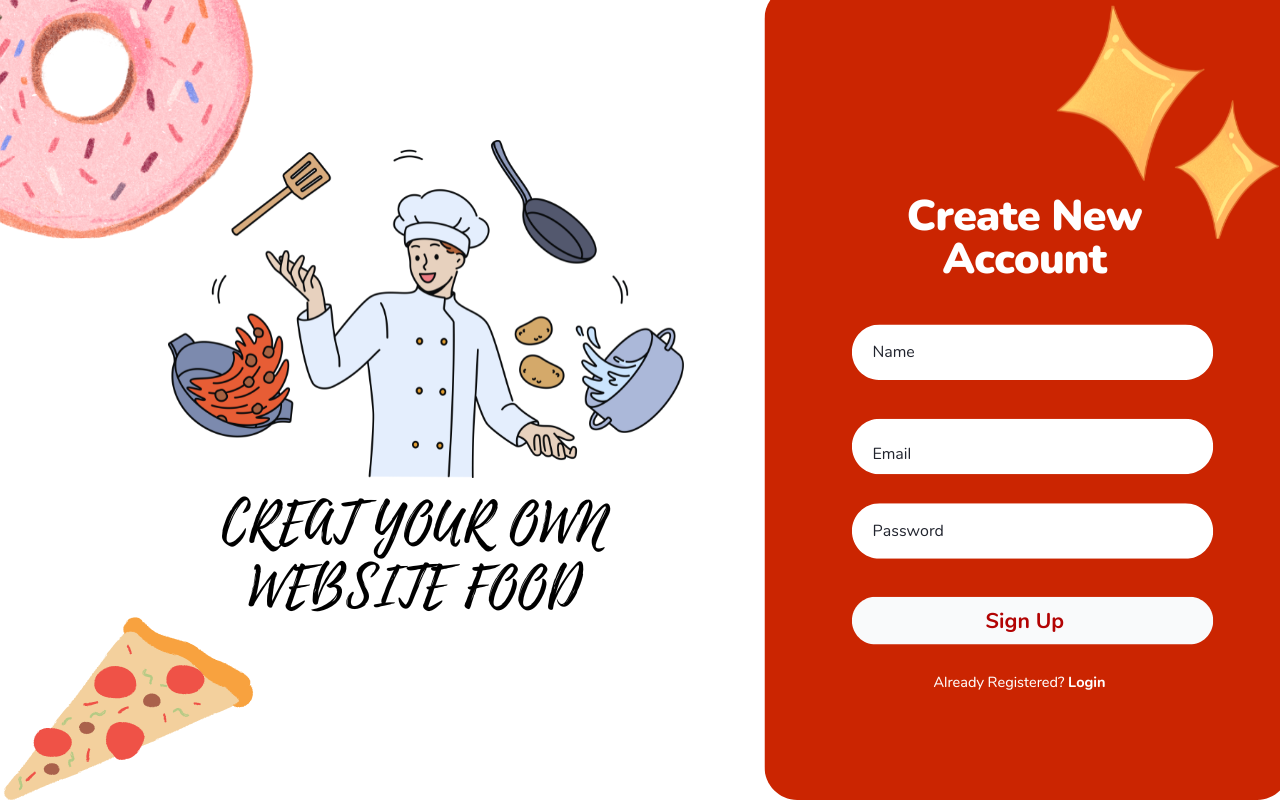 CREAT YOUR OWN
WEBSITE FOOD
Create New
Account
Name
Email
Password
Sign Up
Already Registered? Login